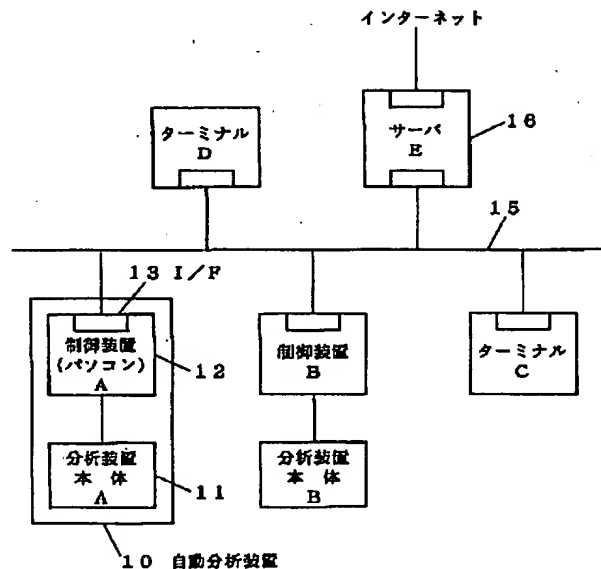 インターネット
ターミナル
D
サーバ
E
16
15
13 I/F
制御装置
(パソコン)
A
12
制御装置
B
ターミナル
C
分析装置
本 体
A
11
分析装置
本 体
B
10 自動分析装置